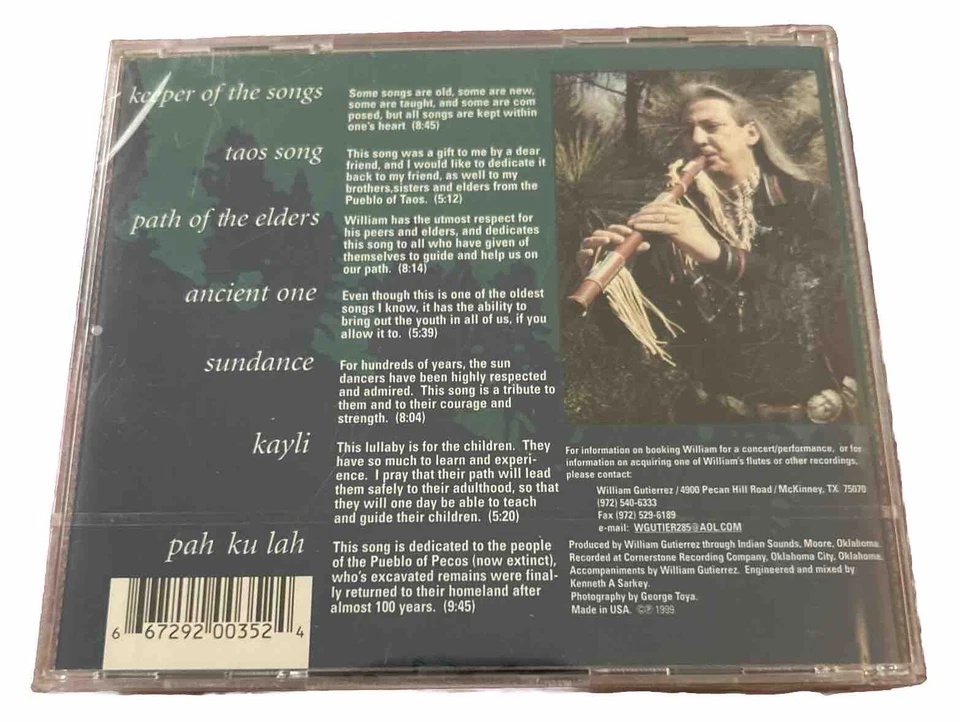 keeper of the songs
Some songs are old, some are new,
some are taught, and some are com
posed, but all songs are kept within
one's heart (8:45)
taos song
This song was a gift to me by a dear
friend, and I would like to dedicate it
back to my friend, as well to my
brothers,sisters and elders from the
Pueblo of Taos. (5:12)
path of the elders
William has the utmost respect for
his peers and elders, and dedicates
this song to all who have given of
themselves to guide and help us on
our path. (8:14)
ancient one
Even though this is one of the oldest
songs I know, it has the ability to
bring out the youth in all of us, if you
allow it to. (5:39)
sundance
For hundreds of years, the sun
dancers have been highly respected
and admired. This song is a tribute to
them and to their courage and
strength. (8:04)
kayli
This lullaby is for the children. They
have so much to learn and experi-
ence. I pray that their path will lead
them safely to their adulthood, so that
they will one day be able to teach
and guide their children. (5:20)
pah ku lah
This song is dedicated to the people
of the Pueblo of Pecos (now extinct),
who's excavated remains were final-
ly returned to their homeland after
almost 100 years. (9:45)
6 67292 00352 4
For information on booking William for a concert/performance, or for
information on acquiring one of William's flutes or other recordings,
please contact:
William Gutierrez / 4900 Pecan Hill Road / McKinney, TX 75070
(972) 540-6333
Fax (972) 529-6189
e-mail: WGUTIER285@AOL.COM
Produced by William Gutierrez through Indian Sounds, Moore, Oklahoma.
Recorded at Cornerstone Recording Company, Oklahoma City, Oklahoma.
Accompaniments by William Gutierrez. Engineered and mixed by
Kenneth A Sarkey.
Photography by George Toya.
Made in USA. ©℗ 1999